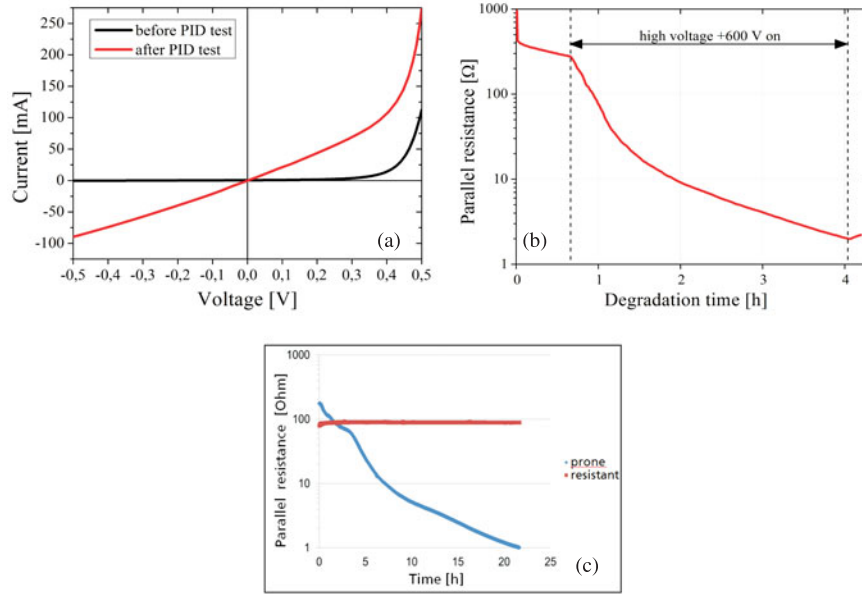 250
200
150
100
50
0
-50
-100
Current [mA]
before PID test
after PID test
(a)
-0,5 -0,4 -0,3 -0,2 -0,1 0,0 0,1 0,2 0,3 0,4 0,5
Voltage [V]
1000
100
10
1
Parallel resistance [Ω]
high voltage +600 V on
(b)
0 1 2 3 4
Degradation time [h]
1000
100
10
1
Parallel resistance [Ohm]
prone
resistant
0 5 10 15 20 25
Time [h]
(c)